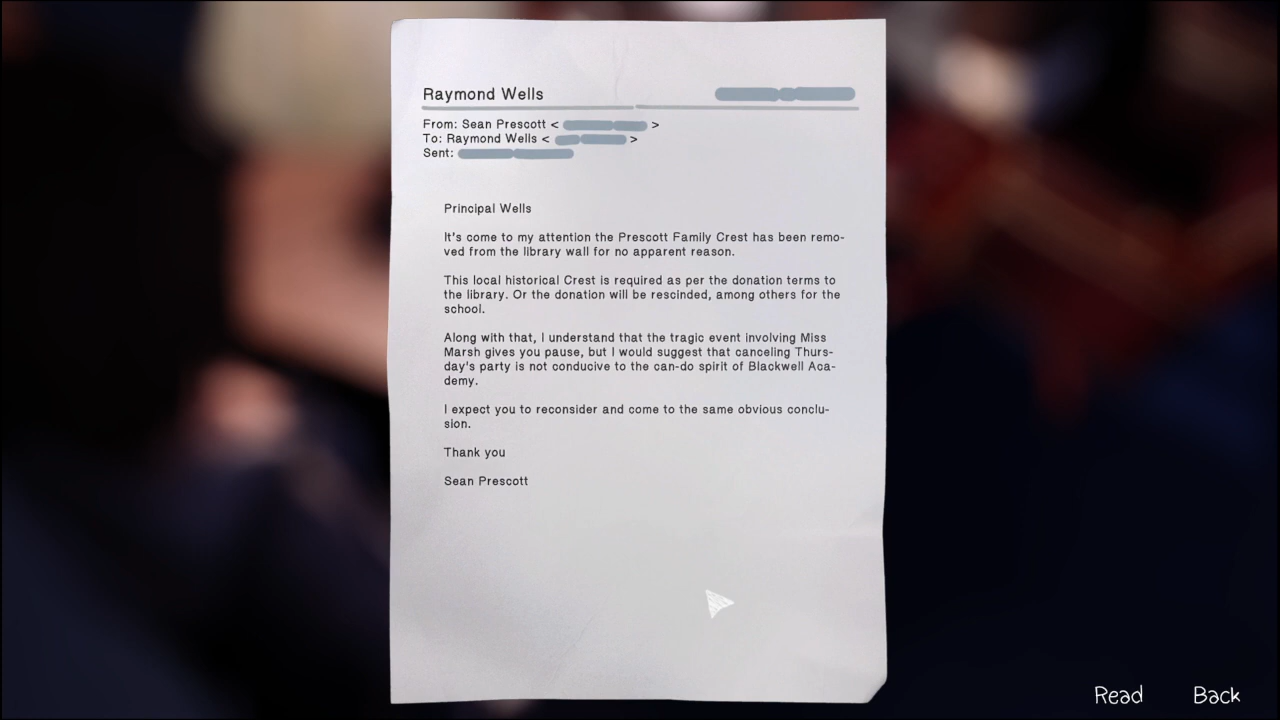 Raymond Wells
From: Sean Prescott < >
To: Raymond Wells < >
Sent:
Principal Wells
It's come to my attention the Prescott Family Crest has been remo-
ved from the library wall for no apparent reason.
This local historical Crest is required as per the donation terms to
the library. Or the donation will be rescinded, among others for the
school.
Along with that, I understand that the tragic event involving Miss
Marsh gives you pause, but I would suggest that canceling Thurs-
day's party is not conducive to the can-do spirit of Blackwell Aca-
demy.
I expect you to reconsider and come to the same obvious conclu-
sion.
Thank you
Sean Prescott
Read Back